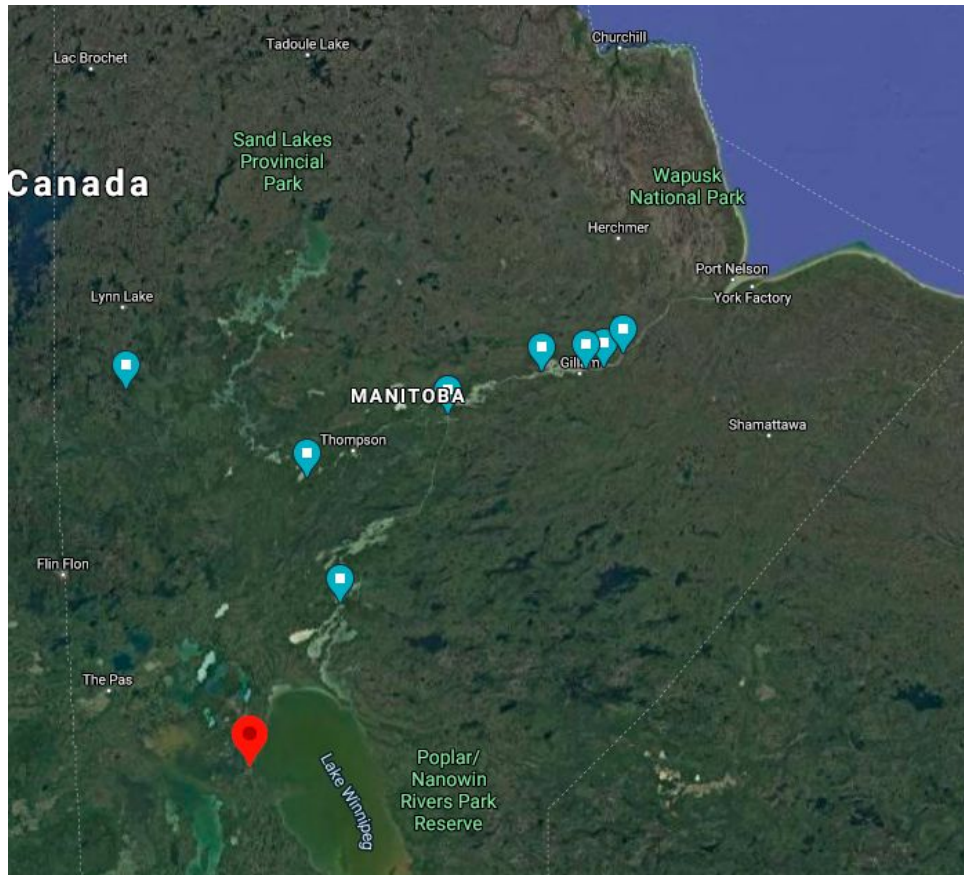 Churchill
Tadoule Lake
Lac Brochet
Sand Lakes
Provincial
Park
Canada
Wapusk
National Park
Herchmer
Port Nelson
York Factory
Lynn Lake
MANITOBA
Shamattawa
Thompson
Flin Flon
The Pas
Lake Winnipeg
Poplar/
Nanowin
Rivers Park
Reserve